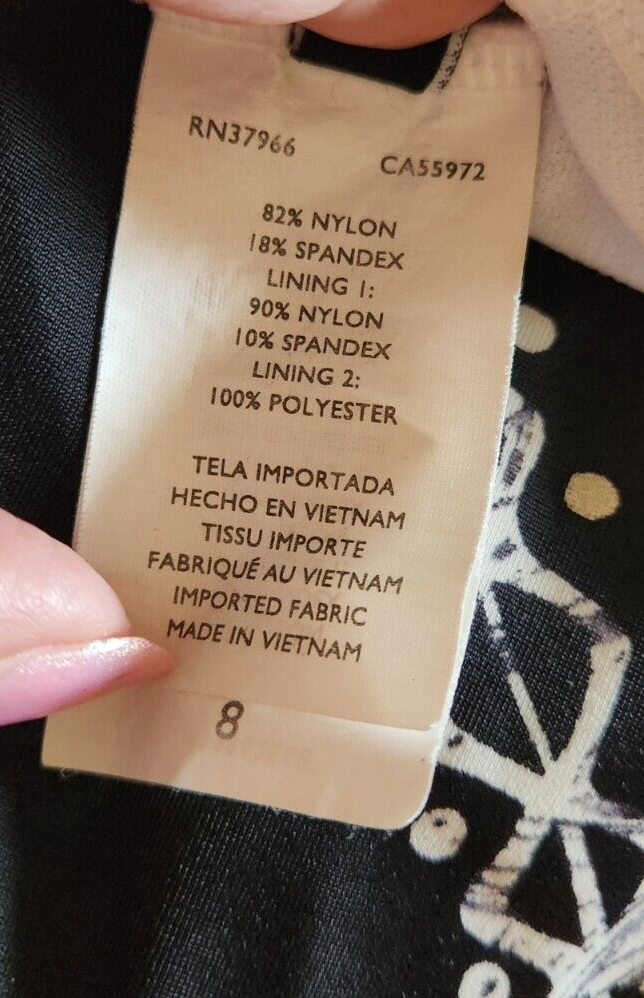 RN37966
CA55972
82% NYLON
18% SPANDEX
LINING 1:
90% NYLON
10% SPANDEX
LINING 2:
100% POLYESTER
TELA IMPORTADA
HECHO EN VIETNAM
TISSU IMPORTE
FABRIQUÉ AU VIETNAM
IMPORTED FABRIC
MADE IN VIETNAM
8